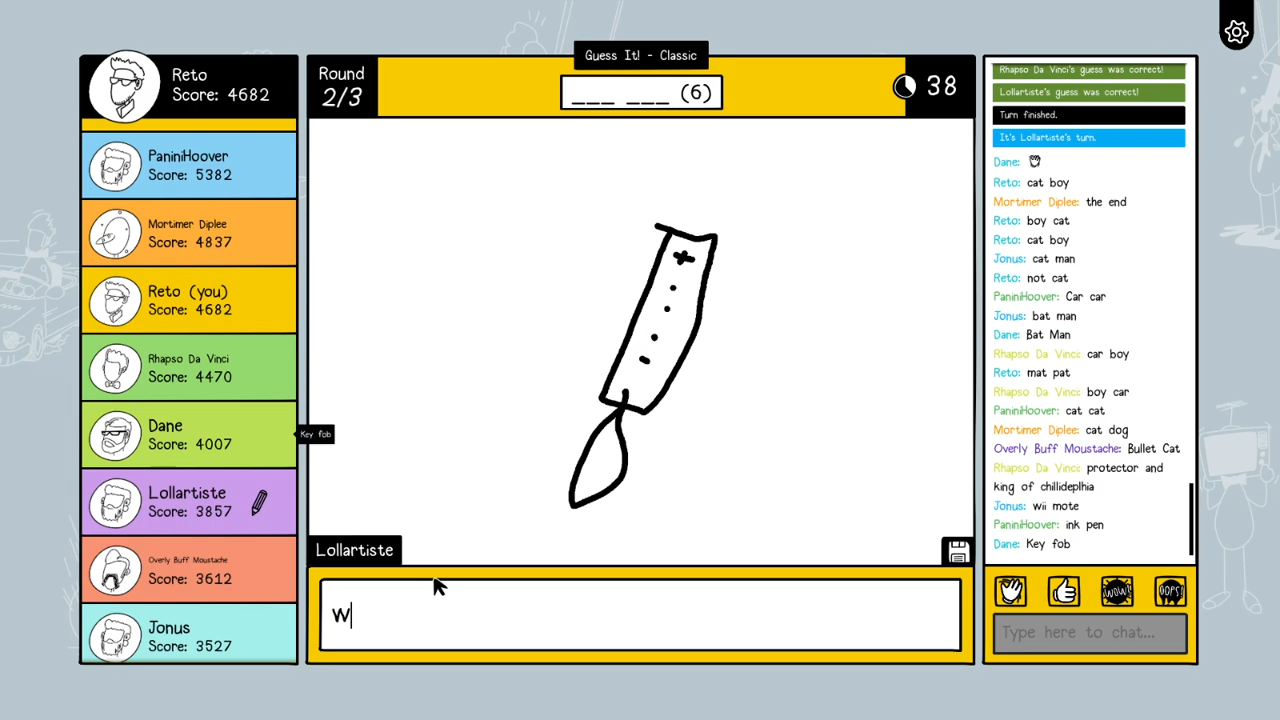 Guess It! - Classic
Reto
Score: 4682
Round
2/3
___ ___ (6)
38
PaniniHoover
Score: 5382
Mortimer Diplee
Score: 4837
Reto (you)
Score: 4682
Rhapso Da Vinci
Score: 4470
Dane
Score: 4007
Key fob
Lollartiste
Score: 3857
Overly Buff Moustache
Score: 3612
Jonus
Score: 3527
Lollartiste
W
Rhapso Da Vinci's guess was correct!
Lollartiste's guess was correct!
Turn finished.
It's Lollartiste's turn.
Dane:
Reto: cat boy
Mortimer Diplee: the end
Reto: boy cat
Reto: cat boy
Jonus: cat man
Reto: not cat
PaniniHoover: Car car
Jonus: bat man
Dane: Bat Man
Rhapso Da Vinci: car boy
Reto: mat pat
Rhapso Da Vinci: boy car
PaniniHoover: cat cat
Mortimer Diplee: cat dog
Overly Buff Moustache: Bullet Cat
Rhapso Da Vinci: protector and
king of chillideplhia
Jonus: wii mote
PaniniHoover: ink pen
Dane: Key fob
WOW!
OOPS!
Type here to chat...